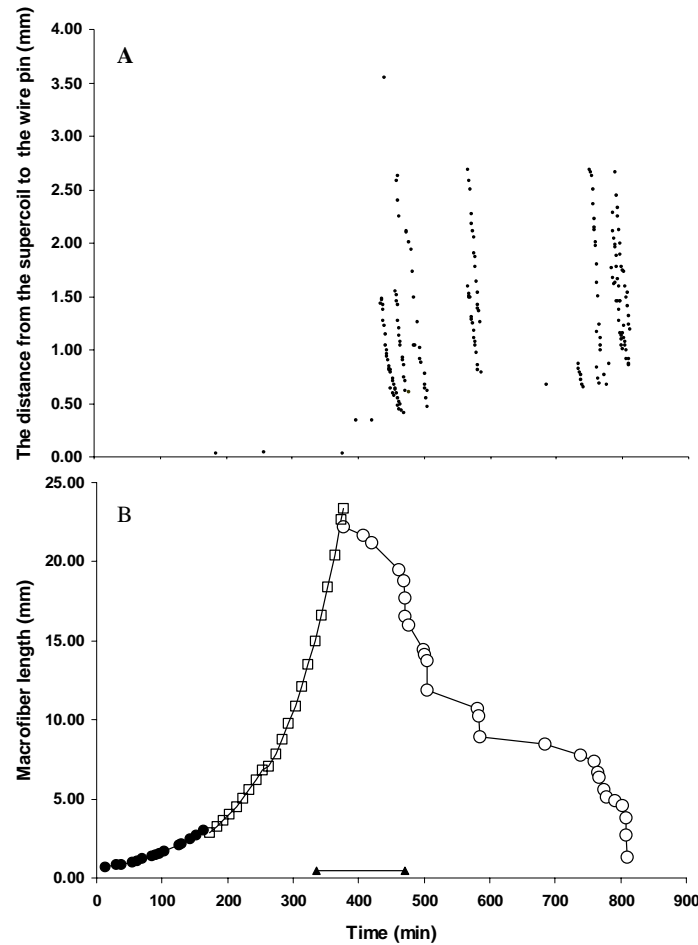 The distance from the supercoil to the wire pin (mm)
4.00
3.50
3.00
2.50
2.00
1.50
1.00
0.50
0.00
A
Macrofiber length (mm)
25.00
20.00
15.00
10.00
5.00
0.00
B
0 100 200 300 400 500 600 700 800 900
Time (min)